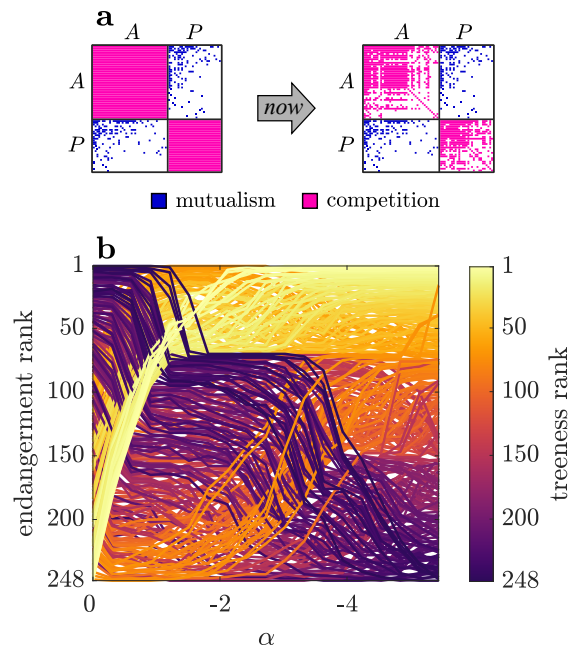 a
A P A P
A now A
P P
mutualism competition
b
1 1
50 50
100 100
150 150
200 200
248 248
endangerment rank
treeness rank
0 -2 -4
α